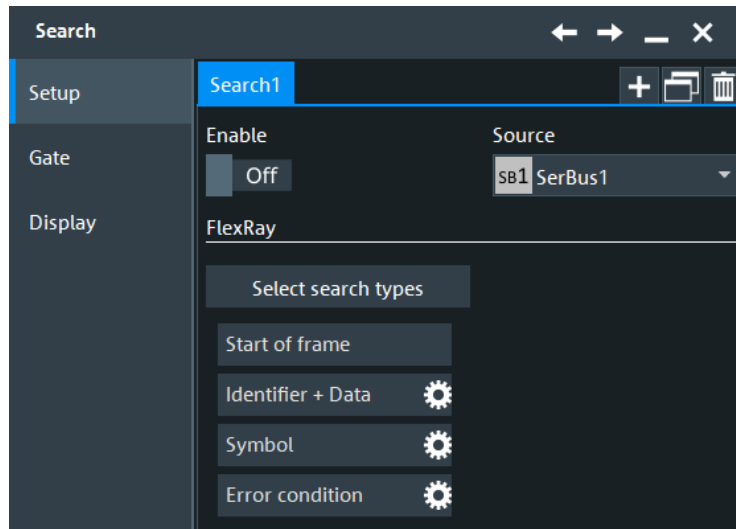 Search
Setup
Gate
Display
Search1
Enable
Source
Off
SB1 SerBus1
FlexRay
Select search types
Start of frame
Identifier + Data
Symbol
Error condition